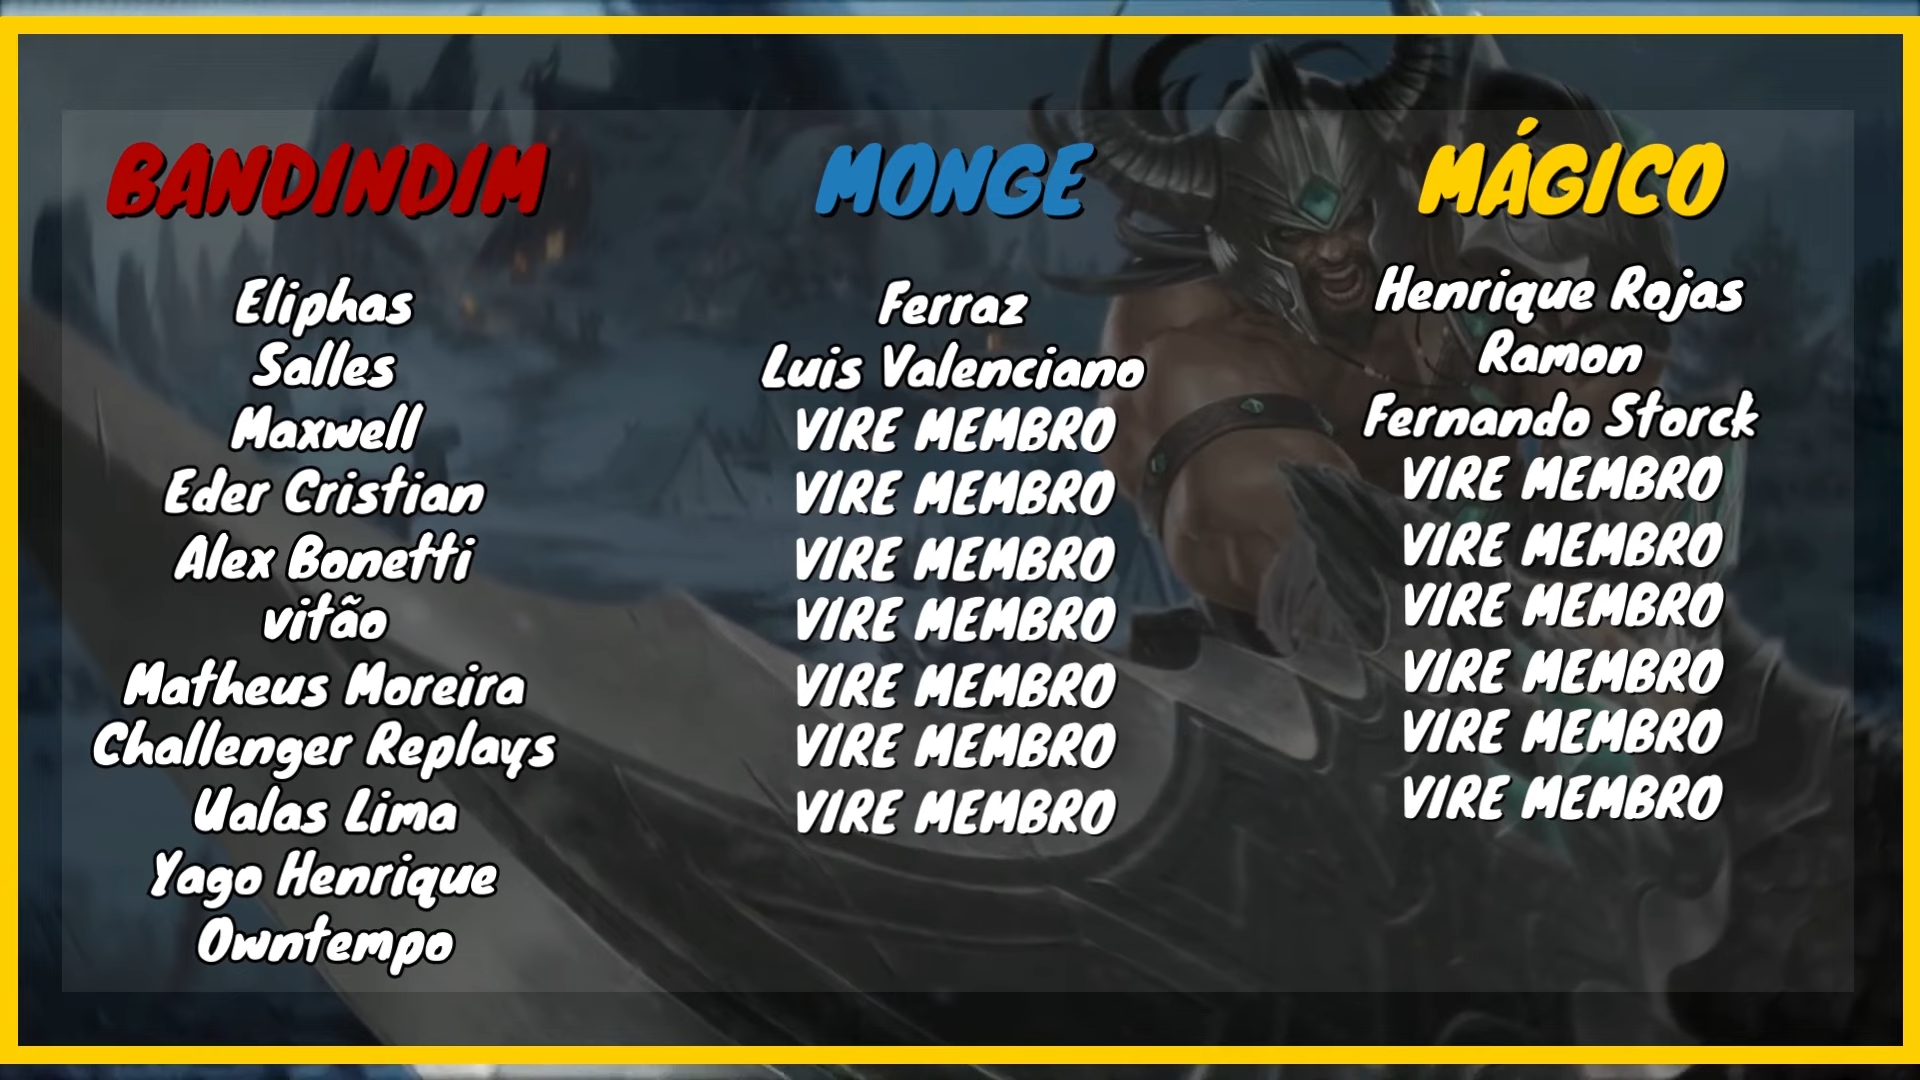 BANDINDIM
Eliphas
Salles
Maxwell
Eder Cristian
Alex Bonetti
vitão
Matheus Moreira
Challenger Replays
Ualas Lima
Yago Henrique
Owntempo
MONGE
Ferraz
Luis Valenciano
VIRE MEMBRO
VIRE MEMBRO
VIRE MEMBRO
VIRE MEMBRO
VIRE MEMBRO
VIRE MEMBRO
VIRE MEMBRO
MÁGICO
Henrique Rojas
Ramon
Fernando Storck
VIRE MEMBRO
VIRE MEMBRO
VIRE MEMBRO
VIRE MEMBRO
VIRE MEMBRO
VIRE MEMBRO